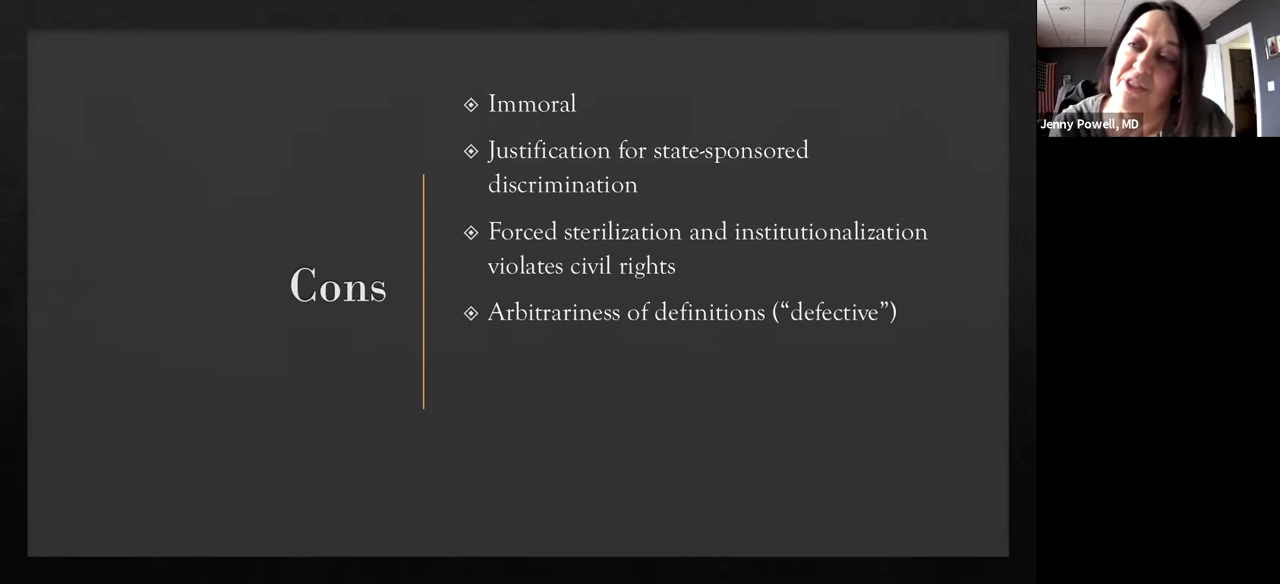 Immoral
Justification for state-sponsored
discrimination
Forced sterilization and institutionalization
violates civil rights
Cons
Arbitrariness of definitions (“defective”)
Jenny Powell, MD